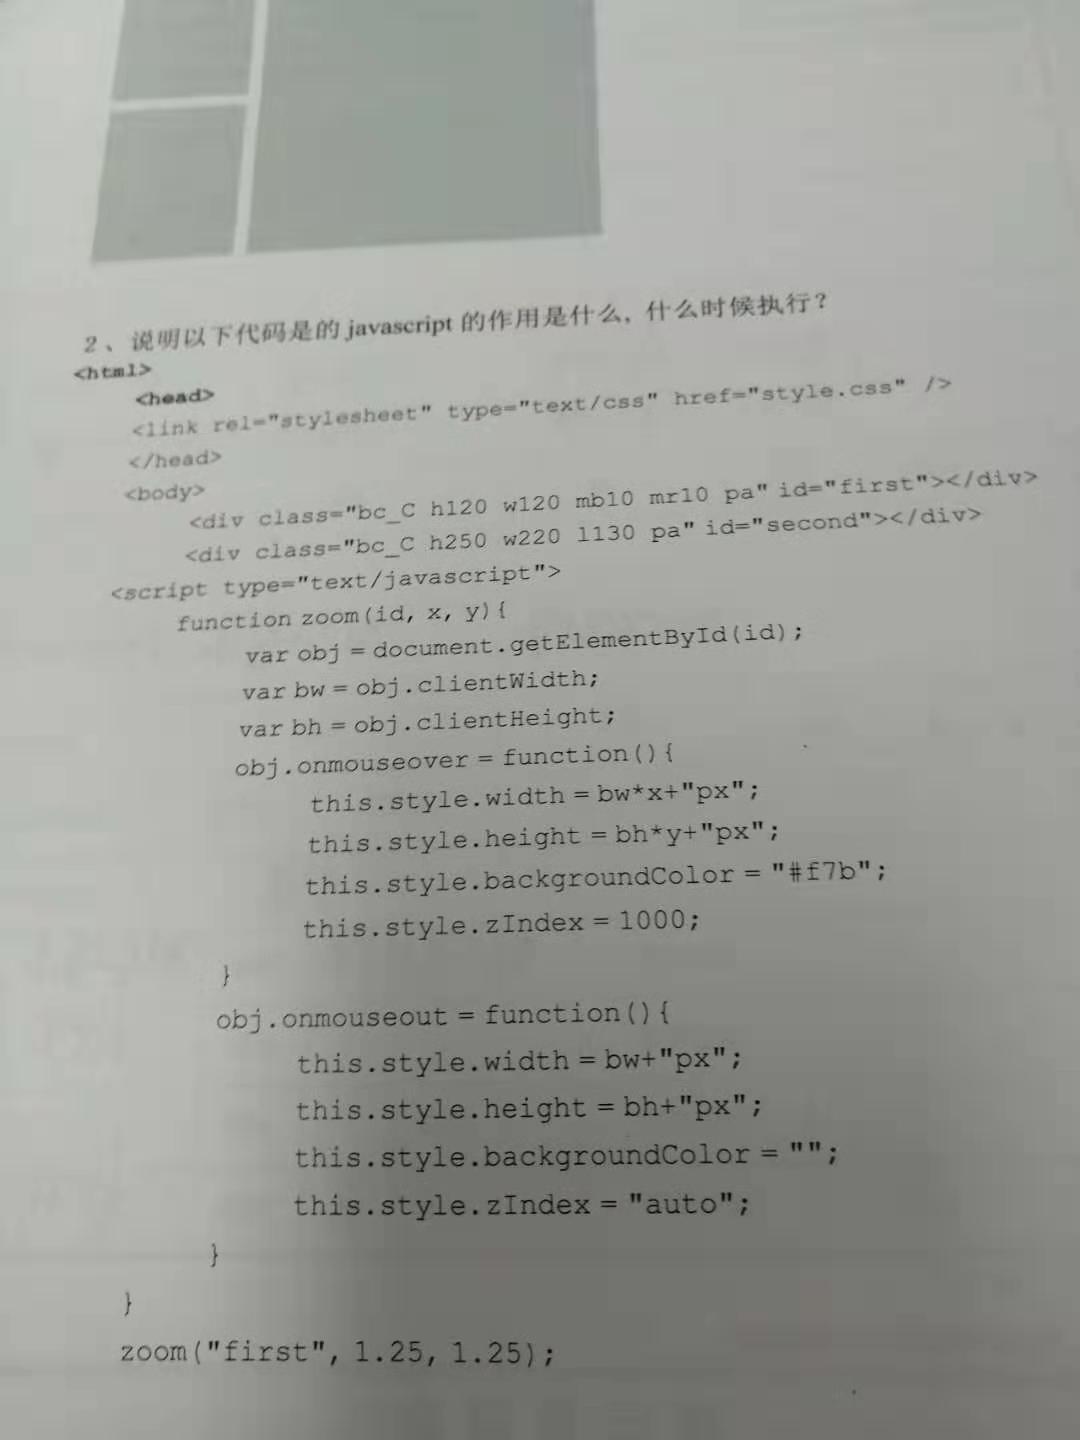 2、说明以下代码是的 javascript 的作用是什么, 什么时候执行?
<html>
<head>
<link rel="stylesheet" type="text/css" href="style.css" />
</head>
<body>
<div class="bc_C h120 w120 mb10 mr10 pa" id="first"></div>
<div class="bc_C h250 w220 l130 pa" id="second"></div>
<script type="text/javascript">
function zoom(id, x, y){
var obj = document.getElementById(id);
var bw = obj.clientWidth;
var bh = obj.clientHeight;
obj.onmouseover = function(){
this.style.width = bw*x+"px";
this.style.height = bh*y+"px";
this.style.backgroundColor = "#f7b";
this.style.zIndex = 1000;
}
obj.onmouseout = function(){
this.style.width = bw+"px";
this.style.height = bh+"px";
this.style.backgroundColor = "";
this.style.zIndex = "auto";
}
}
zoom("first", 1.25, 1.25);